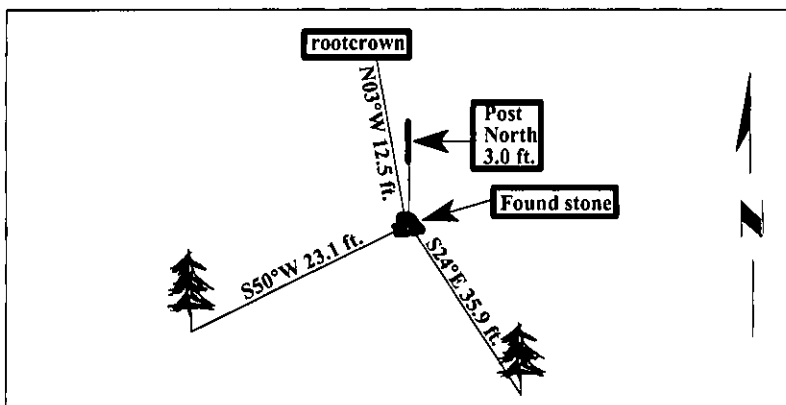 rootcrown
N03°W 12.5 ft.
Post
North
3.0 ft.
Found stone
N
S50°W 23.1 ft.
S24°E 35.9 ft.